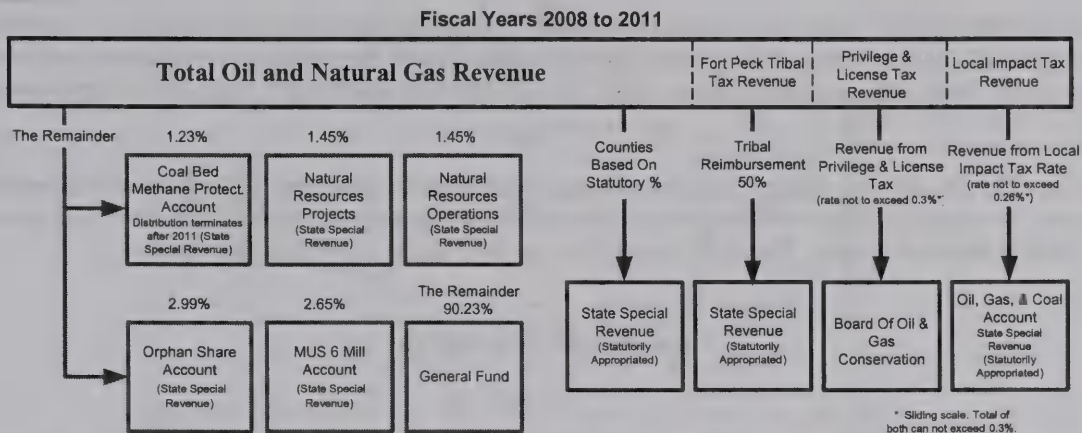 Fiscal Years 2008 to 2011
Total Oil and Natural Gas Revenue
Fort Peck Tribal
Tax Revenue
Privilege &
License Tax
Revenue
Local Impact Tax
Revenue
The Remainder
1.23%
1.45%
1.45%
Coal Bed
Methane Protect.
Account
Distribution terminates
after 2011 (State
Special Revenue)
Natural
Resources
Projects
(State Special
Revenue)
Natural
Resources
Operations
(State Special
Revenue)
2.99%
2.65%
The Remainder
90.23%
Orphan Share
Account
(State Special
Revenue)
MUS 6 Mill
Account
(State Special
Revenue)
General Fund
Counties
Based On
Statutory %
Tribal
Reimbursement
50%
Revenue from
Privilege & License
Tax
(rate not to exceed 0.3%*)
Revenue from Local
Impact Tax Rate
(rate not to exceed
0.26%*)
State Special
Revenue
(Statutorily
Appropriated)
State Special
Revenue
(Statutorily
Appropriated)
Board Of Oil &
Gas
Conservation
Oil, Gas, & Coal
Account
State Special
Revenue
(Statutorily
Appropriated)
* Sliding scale. Total of
both can not exceed 0.3%.